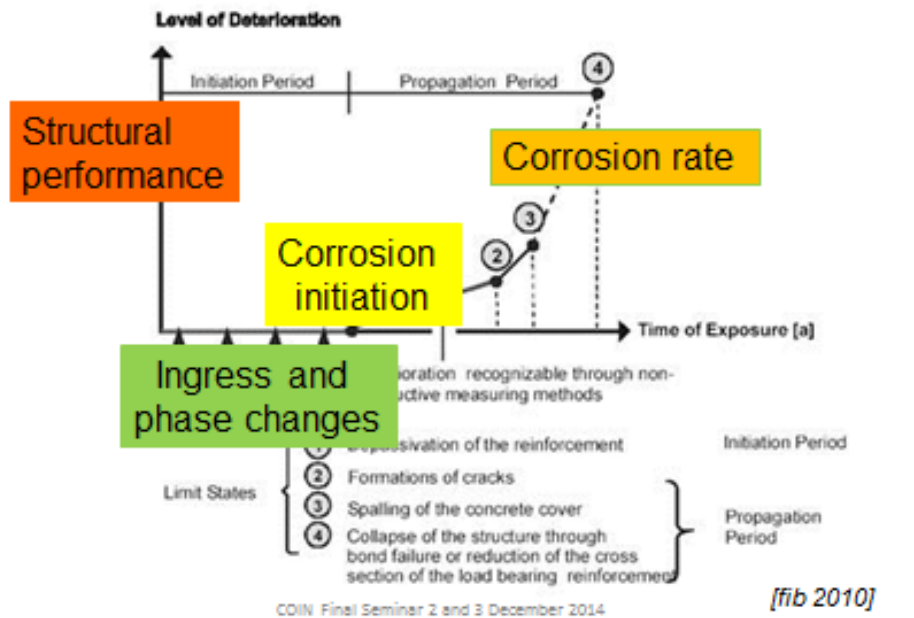 Level of Deterioration
Initiation Period
Propagation Period
4
Structural
performance
Corrosion rate
3
Corrosion
initiation
2
Time of Exposure [a]
Ingress and
phase changes
recognizable through non-
measuring methods
of the reinforcement
Initiation Period
Limit States
2 Formations of cracks
3 Spalling of the concrete cover
4 Collapse of the structure through
bond failure or reduction of the cross
section of the load bearing reinforcement
Propagation
Period
COIN Final Seminar 2 and 3 December 2014
[fib 2010]